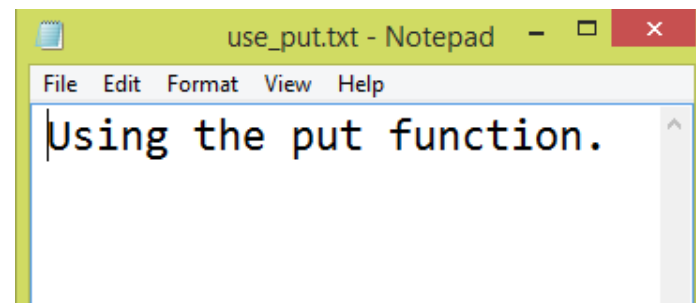 use_put.txt - Notepad
File Edit Format View Help
Using the put function.